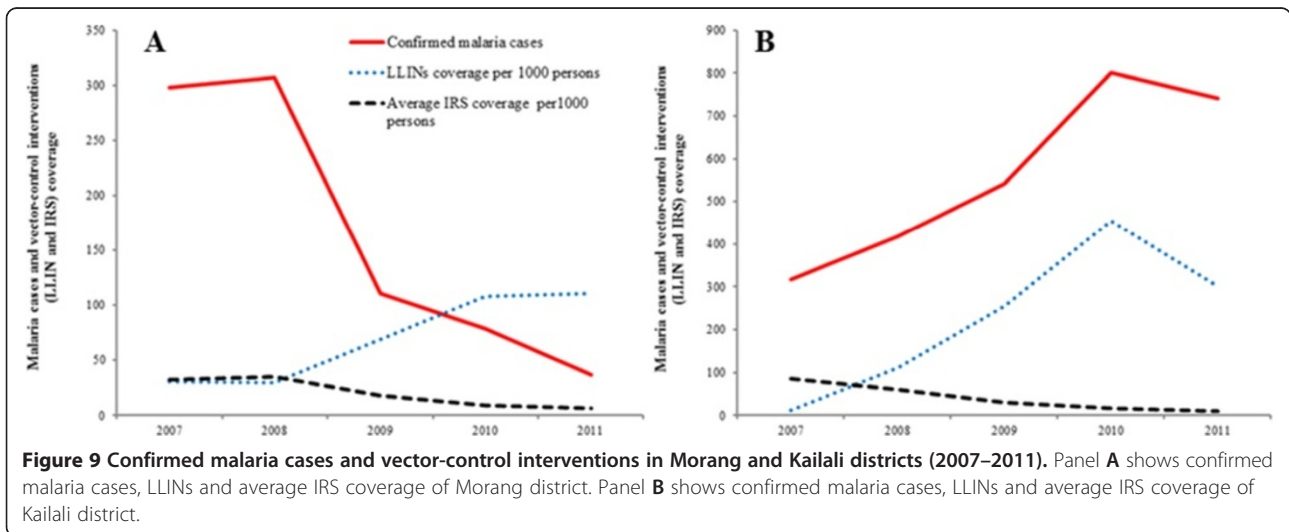 A
Confirmed malaria cases
LLINs coverage per 1000 persons
Average IRS coverage per1000
persons
Malaria cases and vector-control interventions
(LLIN and IRS) coverage
350
300
250
200
150
100
50
0
2007 2008 2009 2010 2011
B
Malaria cases and vector-control interventions
(LLIN and IRS) coverage
900
800
700
600
500
400
300
200
100
0
2007 2008 2009 2010 2011
Figure 9 Confirmed malaria cases and vector-control interventions in Morang and Kailali districts (2007–2011). Panel A shows confirmed
malaria cases, LLINs and average IRS coverage of Morang district. Panel B shows confirmed malaria cases, LLINs and average IRS coverage of
Kailali district.